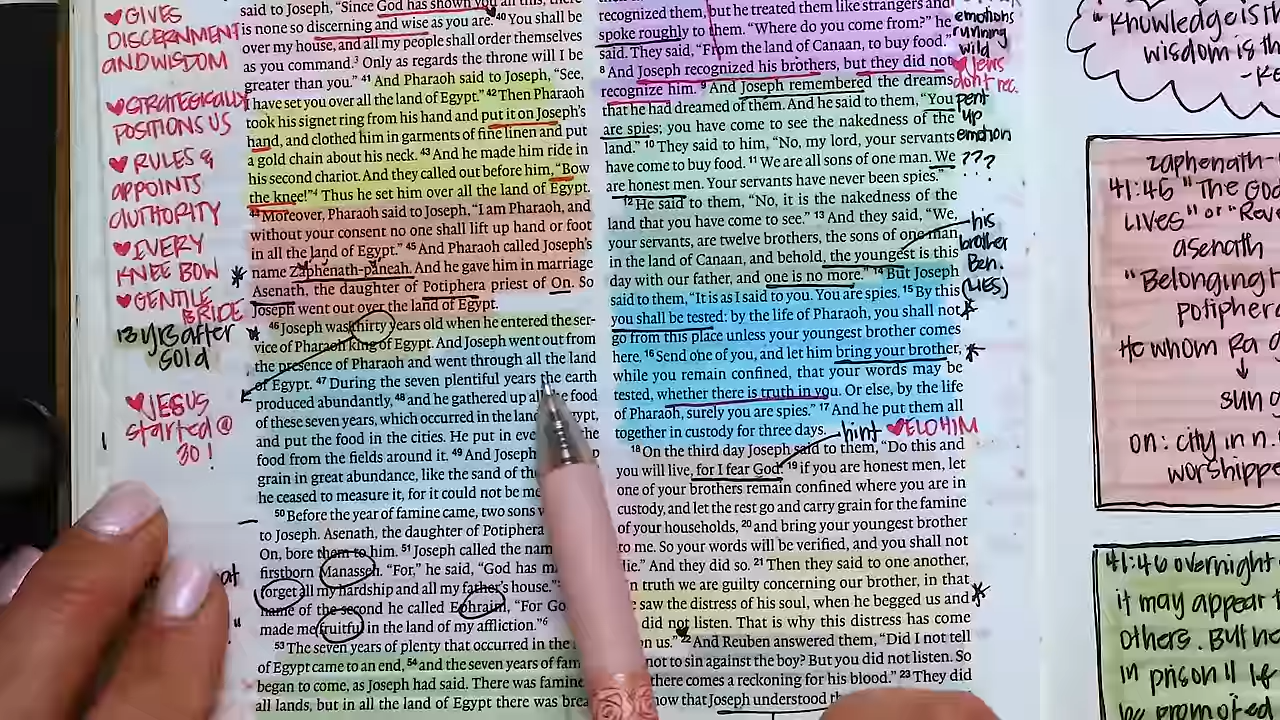 ♥GIVES
DISCERNMENT
AND WISDOM
♥STRATEGICALLY
POSITIONS US
♥RULES &
APPOINTS
AUTHORITY
♥EVERY
KNEE BOW
♥GENTILE
BRIDE
13 yrs after
sold
♥JESUS
started @
30!
said to Joseph, "Since God has shown you all this, there
is none so discerning and wise as you are. 40 You shall be
over my house, and all my people shall order themselves
as you command.3 Only as regards the throne will I be
greater than you." 41 And Pharaoh said to Joseph, "See,
I have set you over all the land of Egypt." 42 Then Pharaoh
took his signet ring from his hand and put it on Joseph's
hand, and clothed him in garments of fine linen and put
a gold chain about his neck. 43 And he made him ride in
his second chariot. And they called out before him, "Bow
the knee!"4 Thus he set him over all the land of Egypt.
44 Moreover, Pharaoh said to Joseph, "I am Pharaoh, and
without your consent no one shall lift up hand or foot
in all the land of Egypt." 45 And Pharaoh called Joseph's
name Zaphenath-paneah. And he gave him in marriage
Asenath, the daughter of Potiphera priest of On. So
Joseph went out over the land of Egypt.
46 Joseph was thirty years old when he entered the ser-
vice of Pharaoh king of Egypt. And Joseph went out from
the presence of Pharaoh and went through all the land
of Egypt. 47 During the seven plentiful years the earth
produced abundantly, 48 and he gathered up all the food
of these seven years, which occurred in the land Egypt,
and put the food in the cities. He put in eve the
food from the fields around it. 49 And Joseph
grain in great abundance, like sand of the
he ceased to measure it, for it could not be me
50 Before the year of famine came, two sons
to Joseph. Asenath, the daughter of Potiphera
On, bore them to him. 51 Joseph called the nam
firstborn Manasseh. "For," he said, "God has m
forget all my hardship and all my father's house."
name of the second he called Ephraim, "For Go
made me fruitful in the land of my affliction."6
53 The seven years of plenty that occurred in the
of Egypt came to an end, 54 and the seven years of fam
began to come, as Joseph had said. There was famine
all lands, but in all the land of Egypt there was brea
recognized them, but he treated them like strangers and
spoke roughly to them. "Where do you come from?" he
said. They said, "From the land of Canaan, to buy food."
8 And Joseph recognized his brothers, but they did not
recognize him. 9 And Joseph remembered the dreams
that he had dreamed of them. And he said to them, "You
are spies; you have come to see the nakedness of the
land." 10 They said to him, "No, my lord, your servants
have come to buy food. 11 We are all sons of one man. We
are honest men. Your servants have never been spies."
12 He said to them, "No, it is the nakedness of the
land that you have come to see." 13 And they said, "We,
your servants, are twelve brothers, the sons of one man
in the land of Canaan, and behold, the youngest is this
day with our father, and one is no more." 14 But Joseph
said to them, "It is as I said to you. You are spies. 15 By this
you shall be tested: by the life of Pharaoh, you shall not
go from this place unless your youngest brother comes
here. 16 Send one of you, and let him bring your brother,
while you remain confined, that your words may be
tested, whether there is truth in you. Or else, by the life
of Pharaoh, surely you are spies." 17 And he put them all
together in custody for three days.
18 On the third day Joseph said to them, "Do this and
you will live, for I fear God: 19 if you are honest men, let
one of your brothers remain confined where you are in
custody, and let the rest go and carry grain for the famine
of your households, 20 and bring your youngest brother
to me. So your words will be verified, and you shall not
die." And they did so. 21 Then they said to one another,
n truth we are guilty concerning our brother, in that
saw the distress of his soul, when he begged us and
did not listen. That is why this distress has come
n us." 22 And Reuben answered them, "Did I not tell
not to sin against the boy? But you did not listen. So
there comes a reckoning for his blood." 23 They did
now that Joseph understood
emotions
running
wild
♥Jews
dont rec.
pent
up
emotion
???
his
brother
Ben.
(LIES)
hint ♥ELOHIM
"Knowledge is th
wisdom is th
zaphenath-
41:45 "The God
LIVES" or "Rev
asenath
"Belonging t
potipher
He whom Ra
sun g
on: city in n.
worshippe
41:46 overnight
it may appear t
others. But he
in prison
be promoted